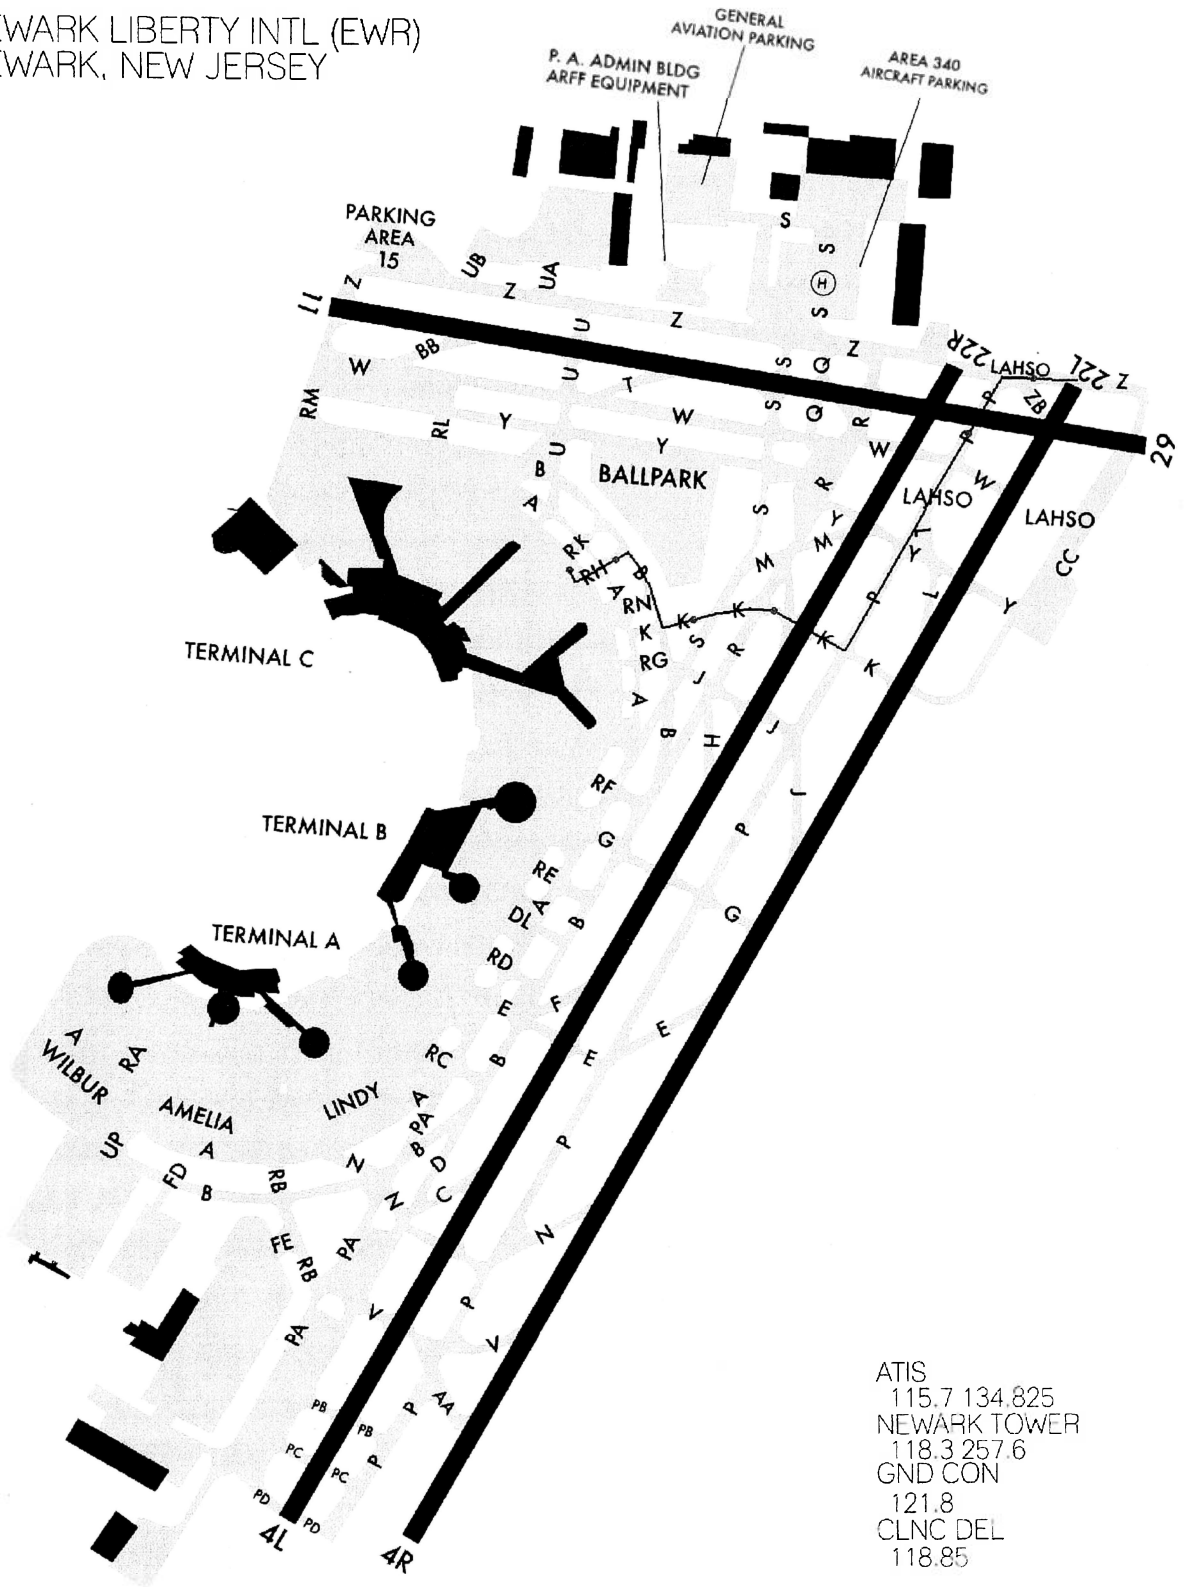 EWARK LIBERTY INTL (EWR)
EWARK, NEW JERSEY
GENERAL
AVIATION PARKING
P. A. ADMIN BLDG
ARFF EQUIPMENT
AREA 340
AIRCRAFT PARKING
PARKING
AREA
15
S
S
H
S
Z
UB
Z
UA
U
Z
Z
11
22R
LAHSO
22L
Z
W
BB
U
T
S
Q
P
ZB
RM
RL
Y
U
W
Y
S
Q
R
W
P
29
B
A
BALLPARK
S
R
Y
LAHSO
W
LAHSO
RK
L
RH
B
A
RN
M
M
Y
L
L
CC
Y
P
K
K
K
K
K
TERMINAL C
RG
S
R
J
A
B
H
J
J
RF
G
P
TERMINAL B
RE
DL
A
B
G
TERMINAL A
RD
E
F
E
E
A
WILBUR
RA
RC
B
AMELIA
LINDY
A
PA
B
D
C
P
UP
FD
A
B
RB
N
N
N
FE
RB
PA
PA
V
P
V
PB
PB
P
AA
PC
PC
P
PD
PD
4L
4R
ATIS
115.7 134.825
NEWARK TOWER
118.3 257.6
GND CON
121.8
CLNC DEL
118.85